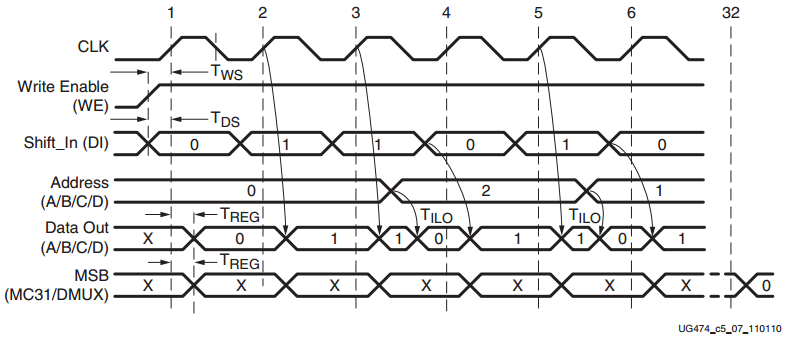 1 2 3 4 5 6 32
CLK
TWS
Write Enable
(WE)
TDS
Shift_In (DI) 0 1 1 0 1 0
Address
(A/B/C/D) 0 2 1
TREG TILO TILO
Data Out
(A/B/C/D) X 0 1 1 0 1 1 0 1
TREG
MSB
(MC31/DMUX) X X X X X X X 0
UG474_c5_07_110110